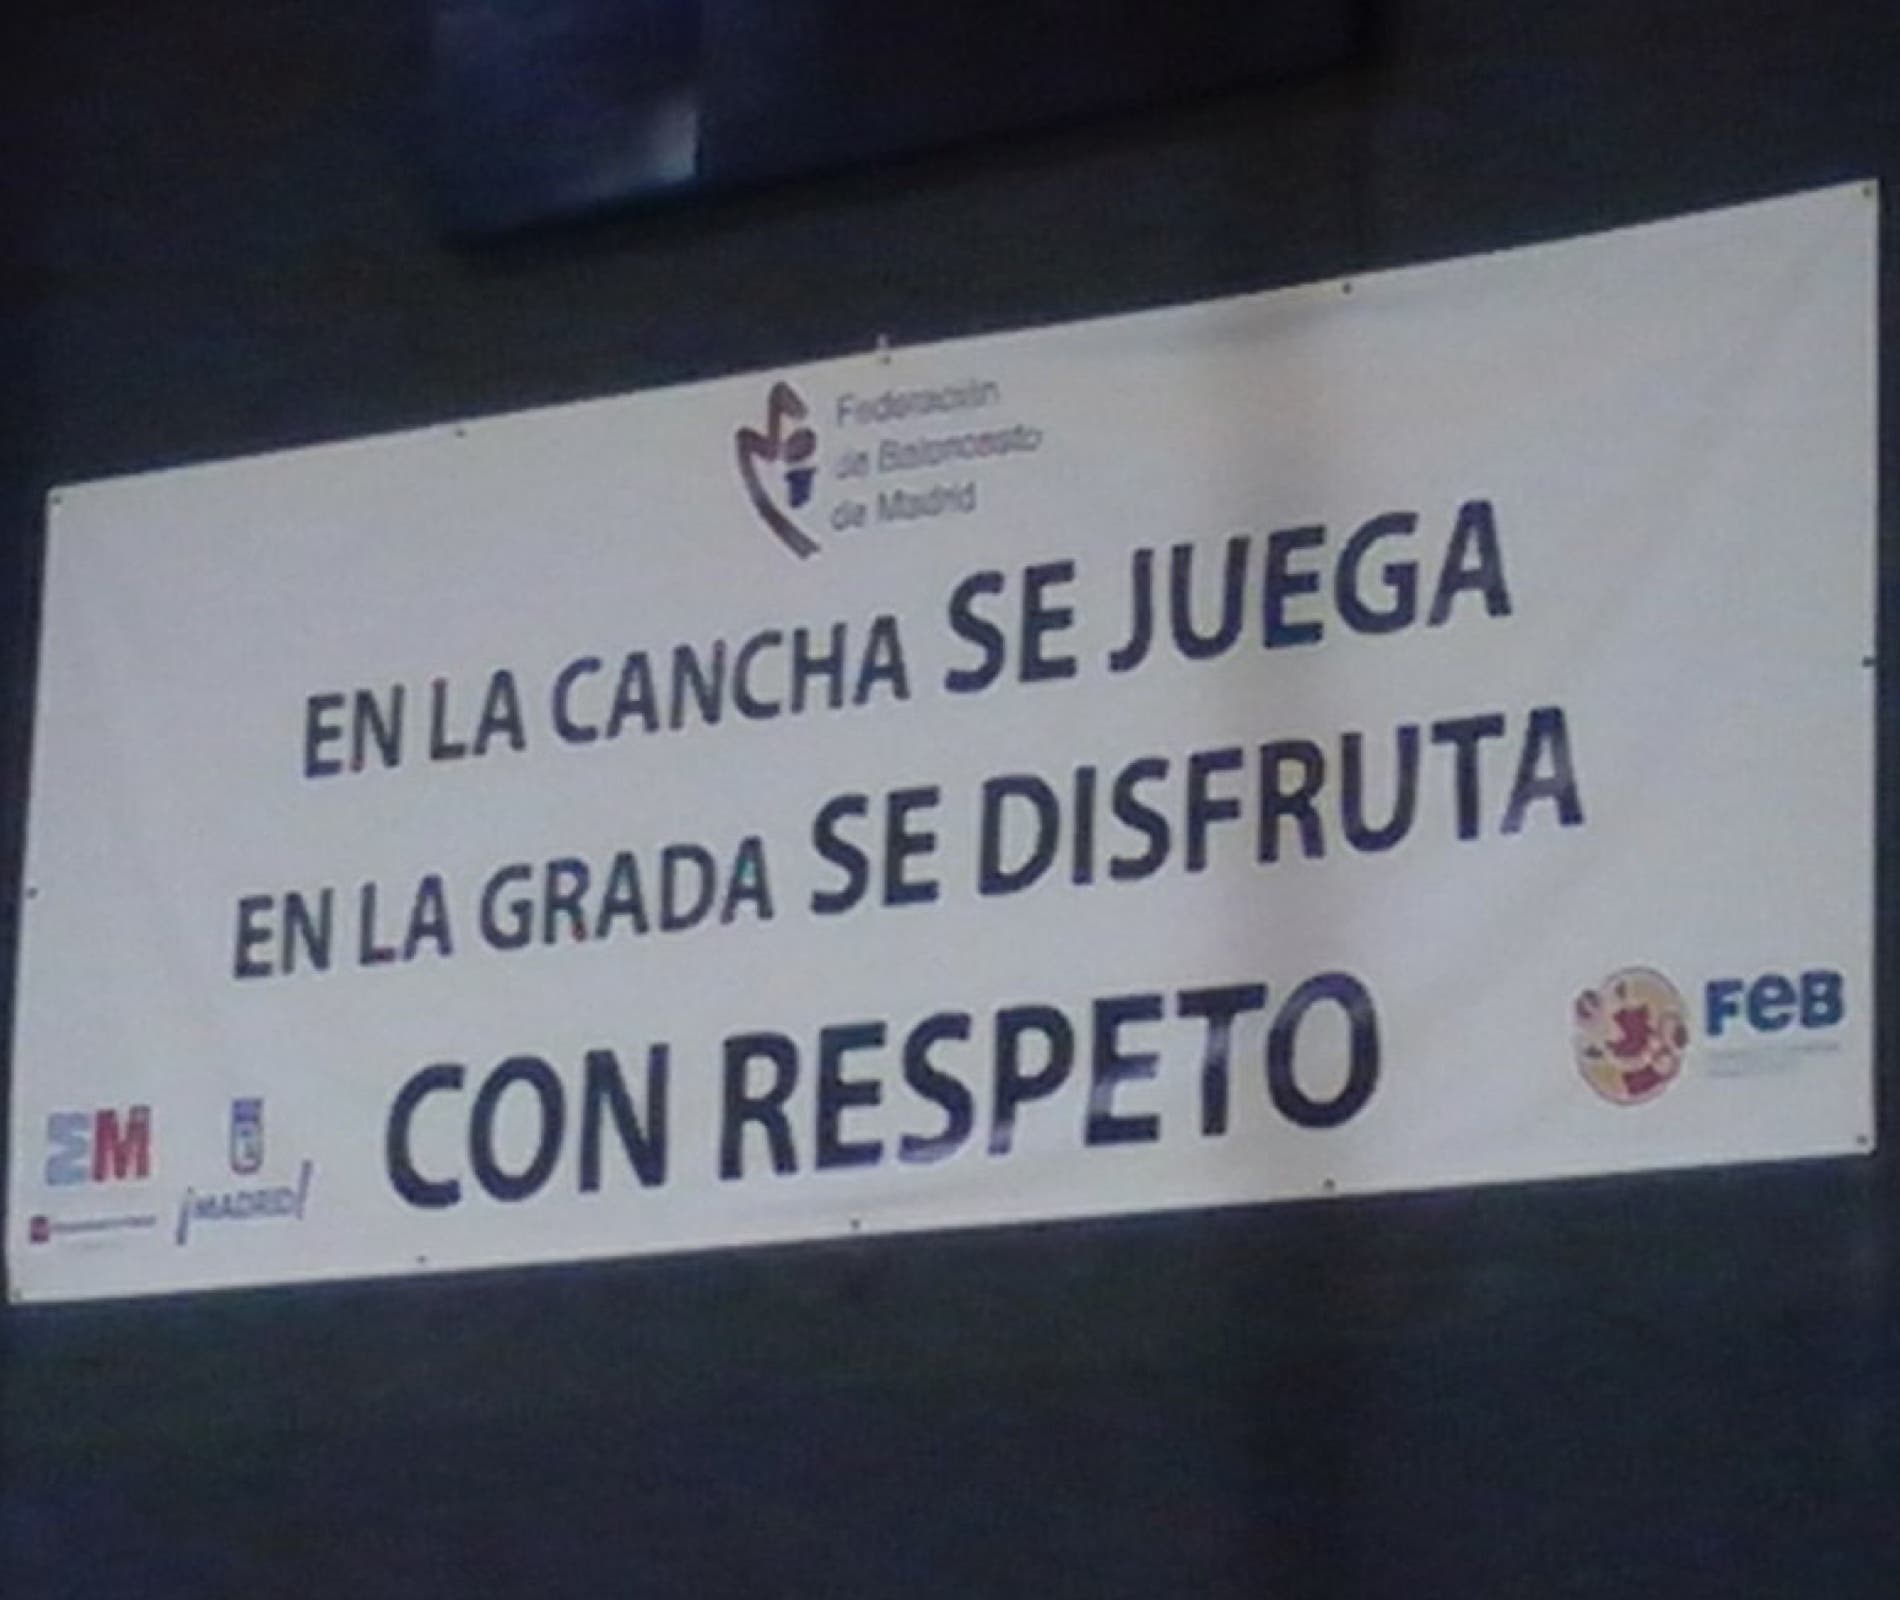 Federación
de Baloncesto
de Madrid
EN LA CANCHA SE JUEGA
EN LA GRADA SE DISFRUTA
CON RESPETO
FEB
MM
¡MADRID!